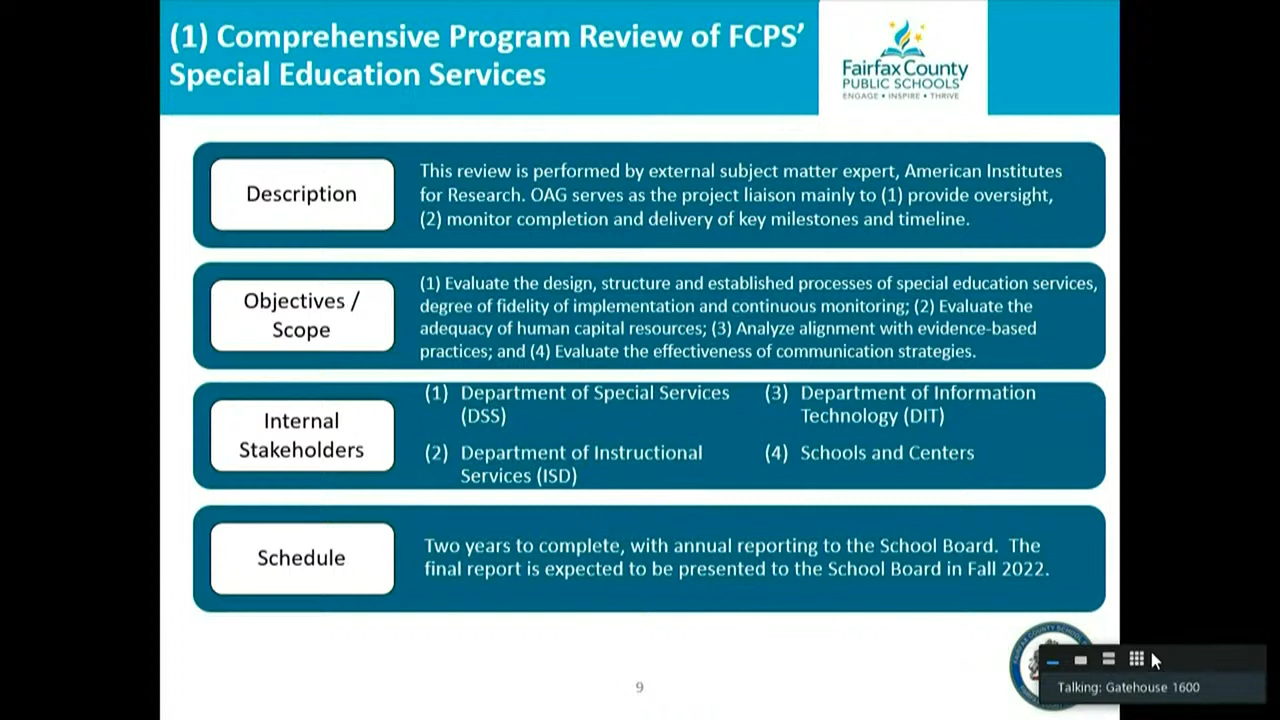 (1) Comprehensive Program Review of FCPS’
Special Education Services
Fairfax County
PUBLIC SCHOOLS
ENGAGE • INSPIRE • THRIVE
Description
This review is performed by external subject matter expert, American Institutes
for Research. OAG serves as the project liaison mainly to (1) provide oversight,
(2) monitor completion and delivery of key milestones and timeline.
Objectives /
Scope
(1) Evaluate the design, structure and established processes of special education services,
degree of fidelity of implementation and continuous monitoring; (2) Evaluate the
adequacy of human capital resources; (3) Analyze alignment with evidence-based
practices; and (4) Evaluate the effectiveness of communication strategies.
Internal
Stakeholders
(1) Department of Special Services
(DSS)
(2) Department of Instructional
Services (ISD)
(3) Department of Information
Technology (DIT)
(4) Schools and Centers
Schedule
Two years to complete, with annual reporting to the School Board. The
final report is expected to be presented to the School Board in Fall 2022.
9
FAIRFAX COUNTY SCHOOL
Talking: Gatehouse 1600